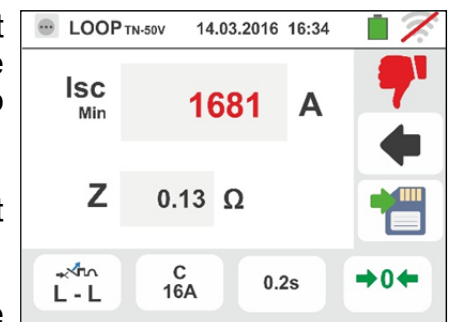 LOOP TN-50V 14.03.2016 16:34
Isc 1681 A
Min
Z 0.13 Ω
L - L
C
16A
0.2s
0
t
e
o
t
e